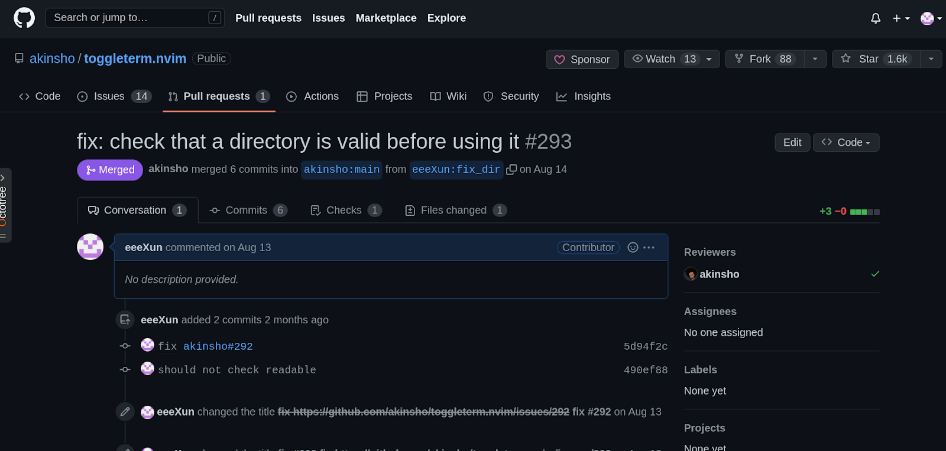 Search or jump to… / Pull requests Issues Marketplace Explore
akinsho / toggleterm.nvim Public Sponsor Watch 13 Fork 88 Star 1.6k
Code Issues 14 Pull requests 1 Actions Projects Wiki Security Insights
fix: check that a directory is valid before using it #293 Edit Code
Merged akinsho merged 6 commits into akinsho:main from eeeXun:fix_dir on Aug 14
Octotree
Conversation 1 Commits 6 Checks 1 Files changed 1 +3 −0
eeeXun commented on Aug 13 Contributor
No description provided.
Reviewers
akinsho
Assignees
No one assigned
Labels
None yet
Projects
None yet
eeeXun added 2 commits 2 months ago
fix akinsho#292 5d94f2c
should not check readable 490ef88
eeeXun changed the title fix https://github.com/akinsho/toggleterm.nvim/issues/292 fix #292 on Aug 13